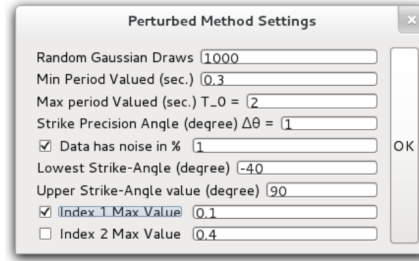 Perturbed Method Settings
Random Gaussian Draws 1000
Min Period Valued (sec.) 0.3
Max period Valued (sec.) T_0 = 2
Strike Precision Angle (degree) Δθ = 1
Data has noise in % 1
OK
Lowest Strike-Angle (degree) -40
Upper Strike-Angle value (degree) 90
Index 1 Max Value 0.1
Index 2 Max Value 0.4